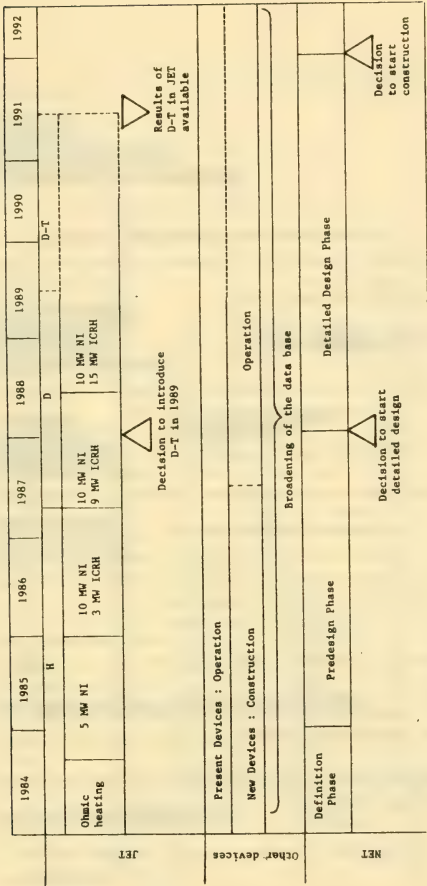 1984 1985 1986 1987 1988 1989 1990 1991 1992
JET
H D D-T
Ohmic
heating
5 MW NI
10 MW NI
3 MW ICRH
10 MW NI
9 MW ICRH
10 MW NI
15 MW ICRH
Decision to introduce
D-T in 1989
Results of
D-T in JET
available
Other devices
Present Devices : Operation
New Devices : Construction
Operation
Broadening of the data base
NET
Definition
Phase
Predesign Phase
Detailed Design Phase
Decision to start
detailed design
Decision
to start
construction